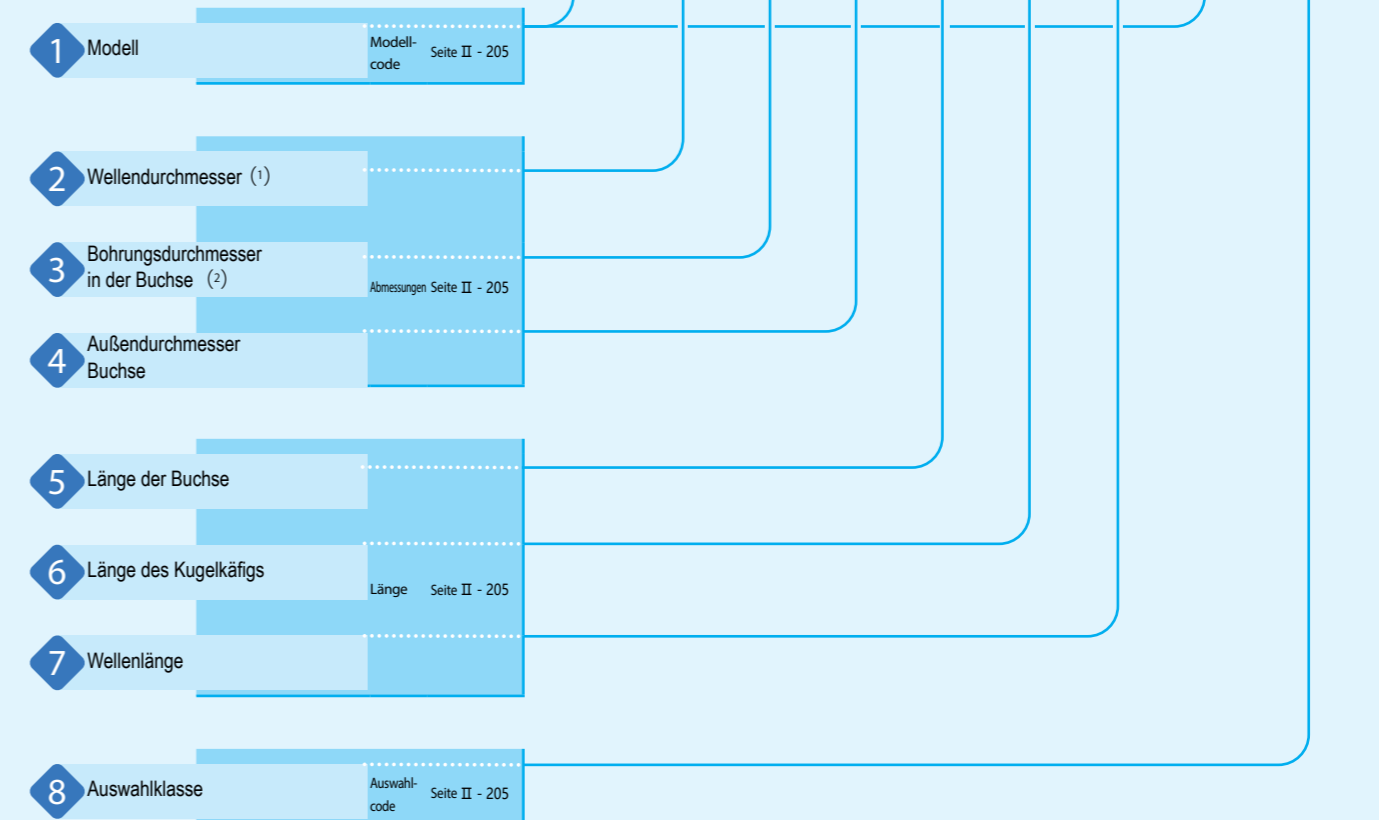 1 Modell Modell-
code Seite Ⅱ - 205
2 Wellendurchmesser (1)
3 Bohrungsdurchmesser
in der Buchse (2)
Abmessungen Seite Ⅱ - 205
4 Außendurchmesser
Buchse
5 Länge der Buchse
6 Länge des Kugelkäfigs
Länge Seite Ⅱ - 205
7 Wellenlänge
8 Auswahlklasse Auswahl-
code Seite Ⅱ - 205